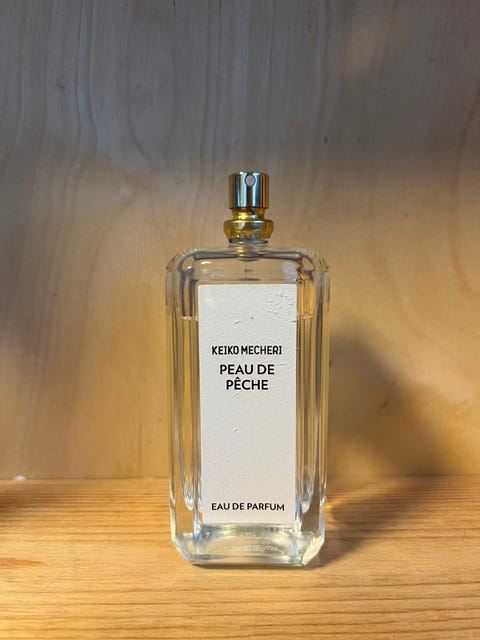 KEIKO MECHERI
PEAU DE
PÊCHE
EAU DE PARFUM